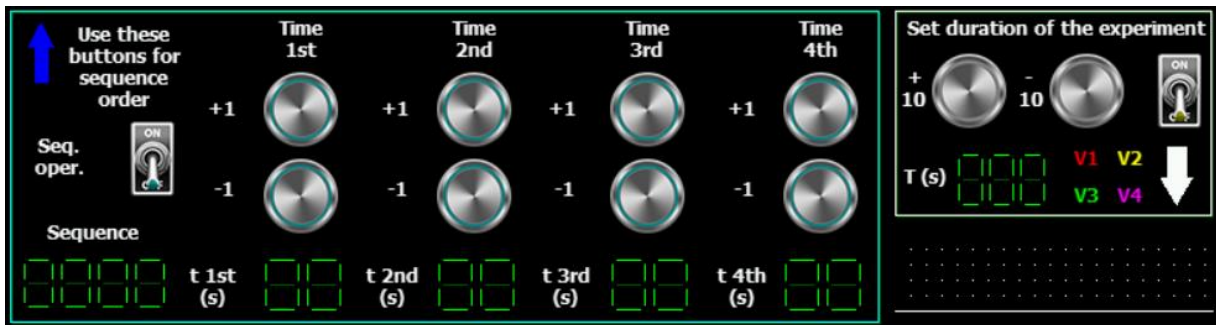 Use these
buttons for
sequence
order
Time
1st
Time
2nd
Time
3rd
Time
4th
+1
+1
+1
+1
Seq.
oper.
ON
OFF
-1
-1
-1
-1
Sequence
t 1st
(s)
t 2nd
(s)
t 3rd
(s)
t 4th
(s)
Set duration of the experiment
+
10
-
10
ON
OFF
T (s)
V1 V2
V3 V4